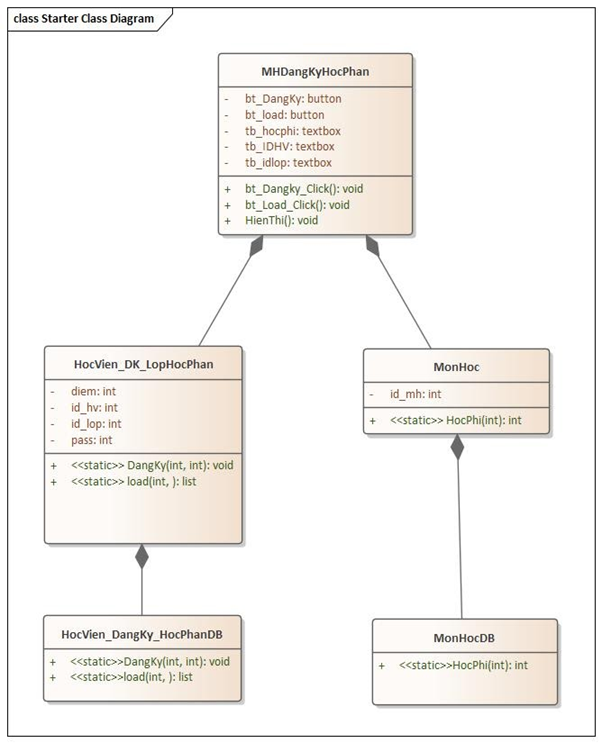 class Starter Class Diagram
MHDangKyHocPhan
- bt_DangKy: button
- bt_load: button
- tb_hocphi: textbox
- tb_IDHV: textbox
- tb_idlop: textbox
+ bt_Dangky_Click(): void
+ bt_Load_Click(): void
+ HienThi(): void
HocVien_DK_LopHocPhan
- diem: int
- id_hv: int
- id_lop: int
- pass: int
+ <<static>> DangKy(int, int): void
+ <<static>> load(int, ): list
MonHoc
- id_mh: int
+ <<static>> HocPhi(int): int
HocVien_DangKy_HocPhanDB
+ <<static>>DangKy(int, int): void
+ <<static>>load(int, ): list
MonHocDB
+ <<static>>HocPhi(int): int